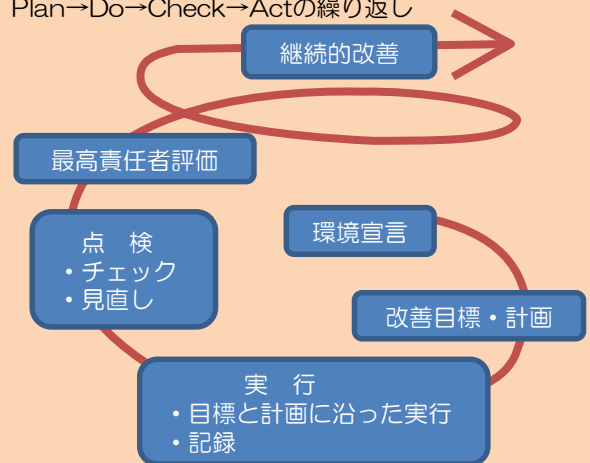 Plan→Do→Check→Actの繰り返し
継続的改善
最高責任者評価
環境宣言
点　検
・チェック
・見直し
改善目標・計画
実　行
・目標と計画に沿った実行
・記録